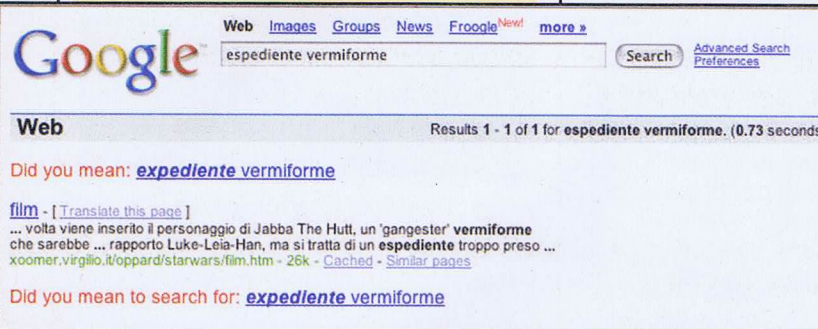 Web Images Groups News Froogle New! more »
Google
espediente vermiforme Search Advanced Search
Preferences
Web Results 1 - 1 of 1 for espediente vermiforme. (0.73 seconds
Did you mean: expediente vermiforme
film - [ Translate this page ]
... volta viene inserito il personaggio di Jabba The Hutt, un 'gangester' vermiforme
che sarebbe ... rapporto Luke-Leia-Han, ma si tratta di un espediente troppo preso ...
xoomer.virgilio.it/oppard/starwars/film.htm - 26k - Cached - Similar pages
Did you mean to search for: expediente vermiforme